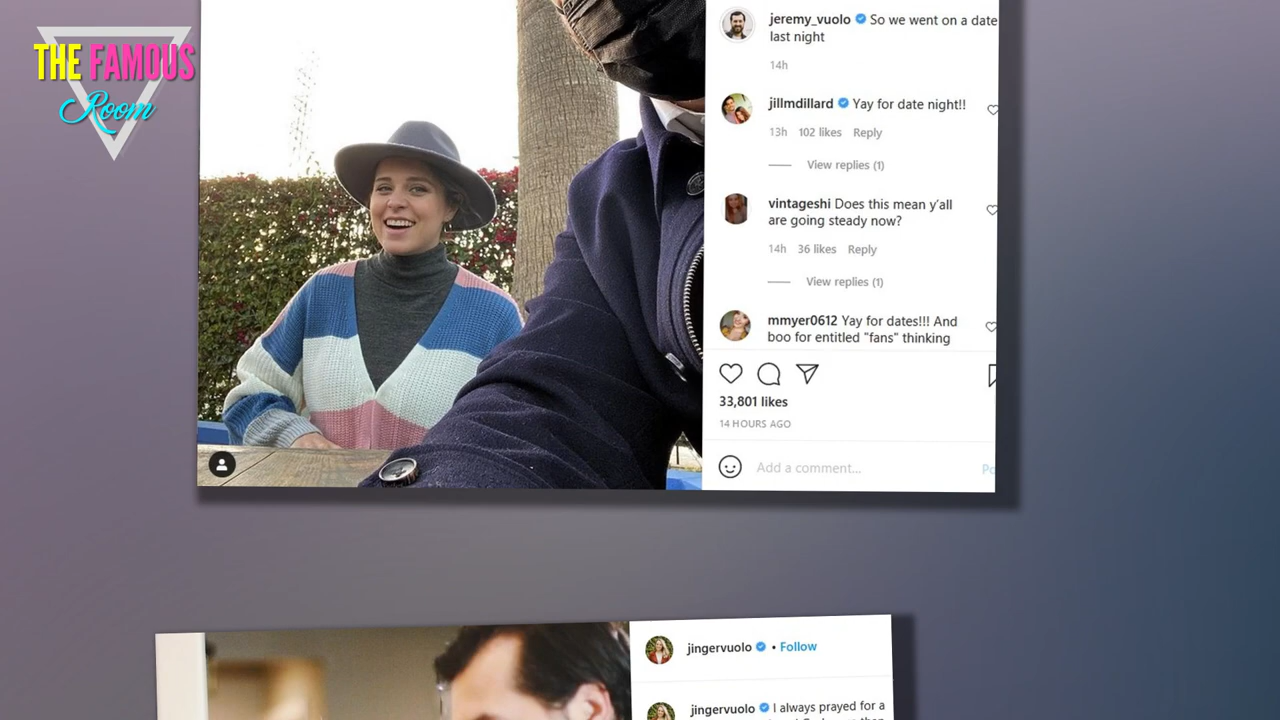 THE FAMOUS
Room
jeremy_vuolo So we went on a date
last night
14h
jillmdillard Yay for date night!!
13h 102 likes Reply
View replies (1)
vintageshi Does this mean y'all
are going steady now?
14h 36 likes Reply
View replies (1)
mmyer0612 Yay for dates!!! And
boo for entitled "fans" thinking
33,801 likes
14 HOURS AGO
Add a comment...
jingervuolo • Follow
jingervuolo I always prayed for a